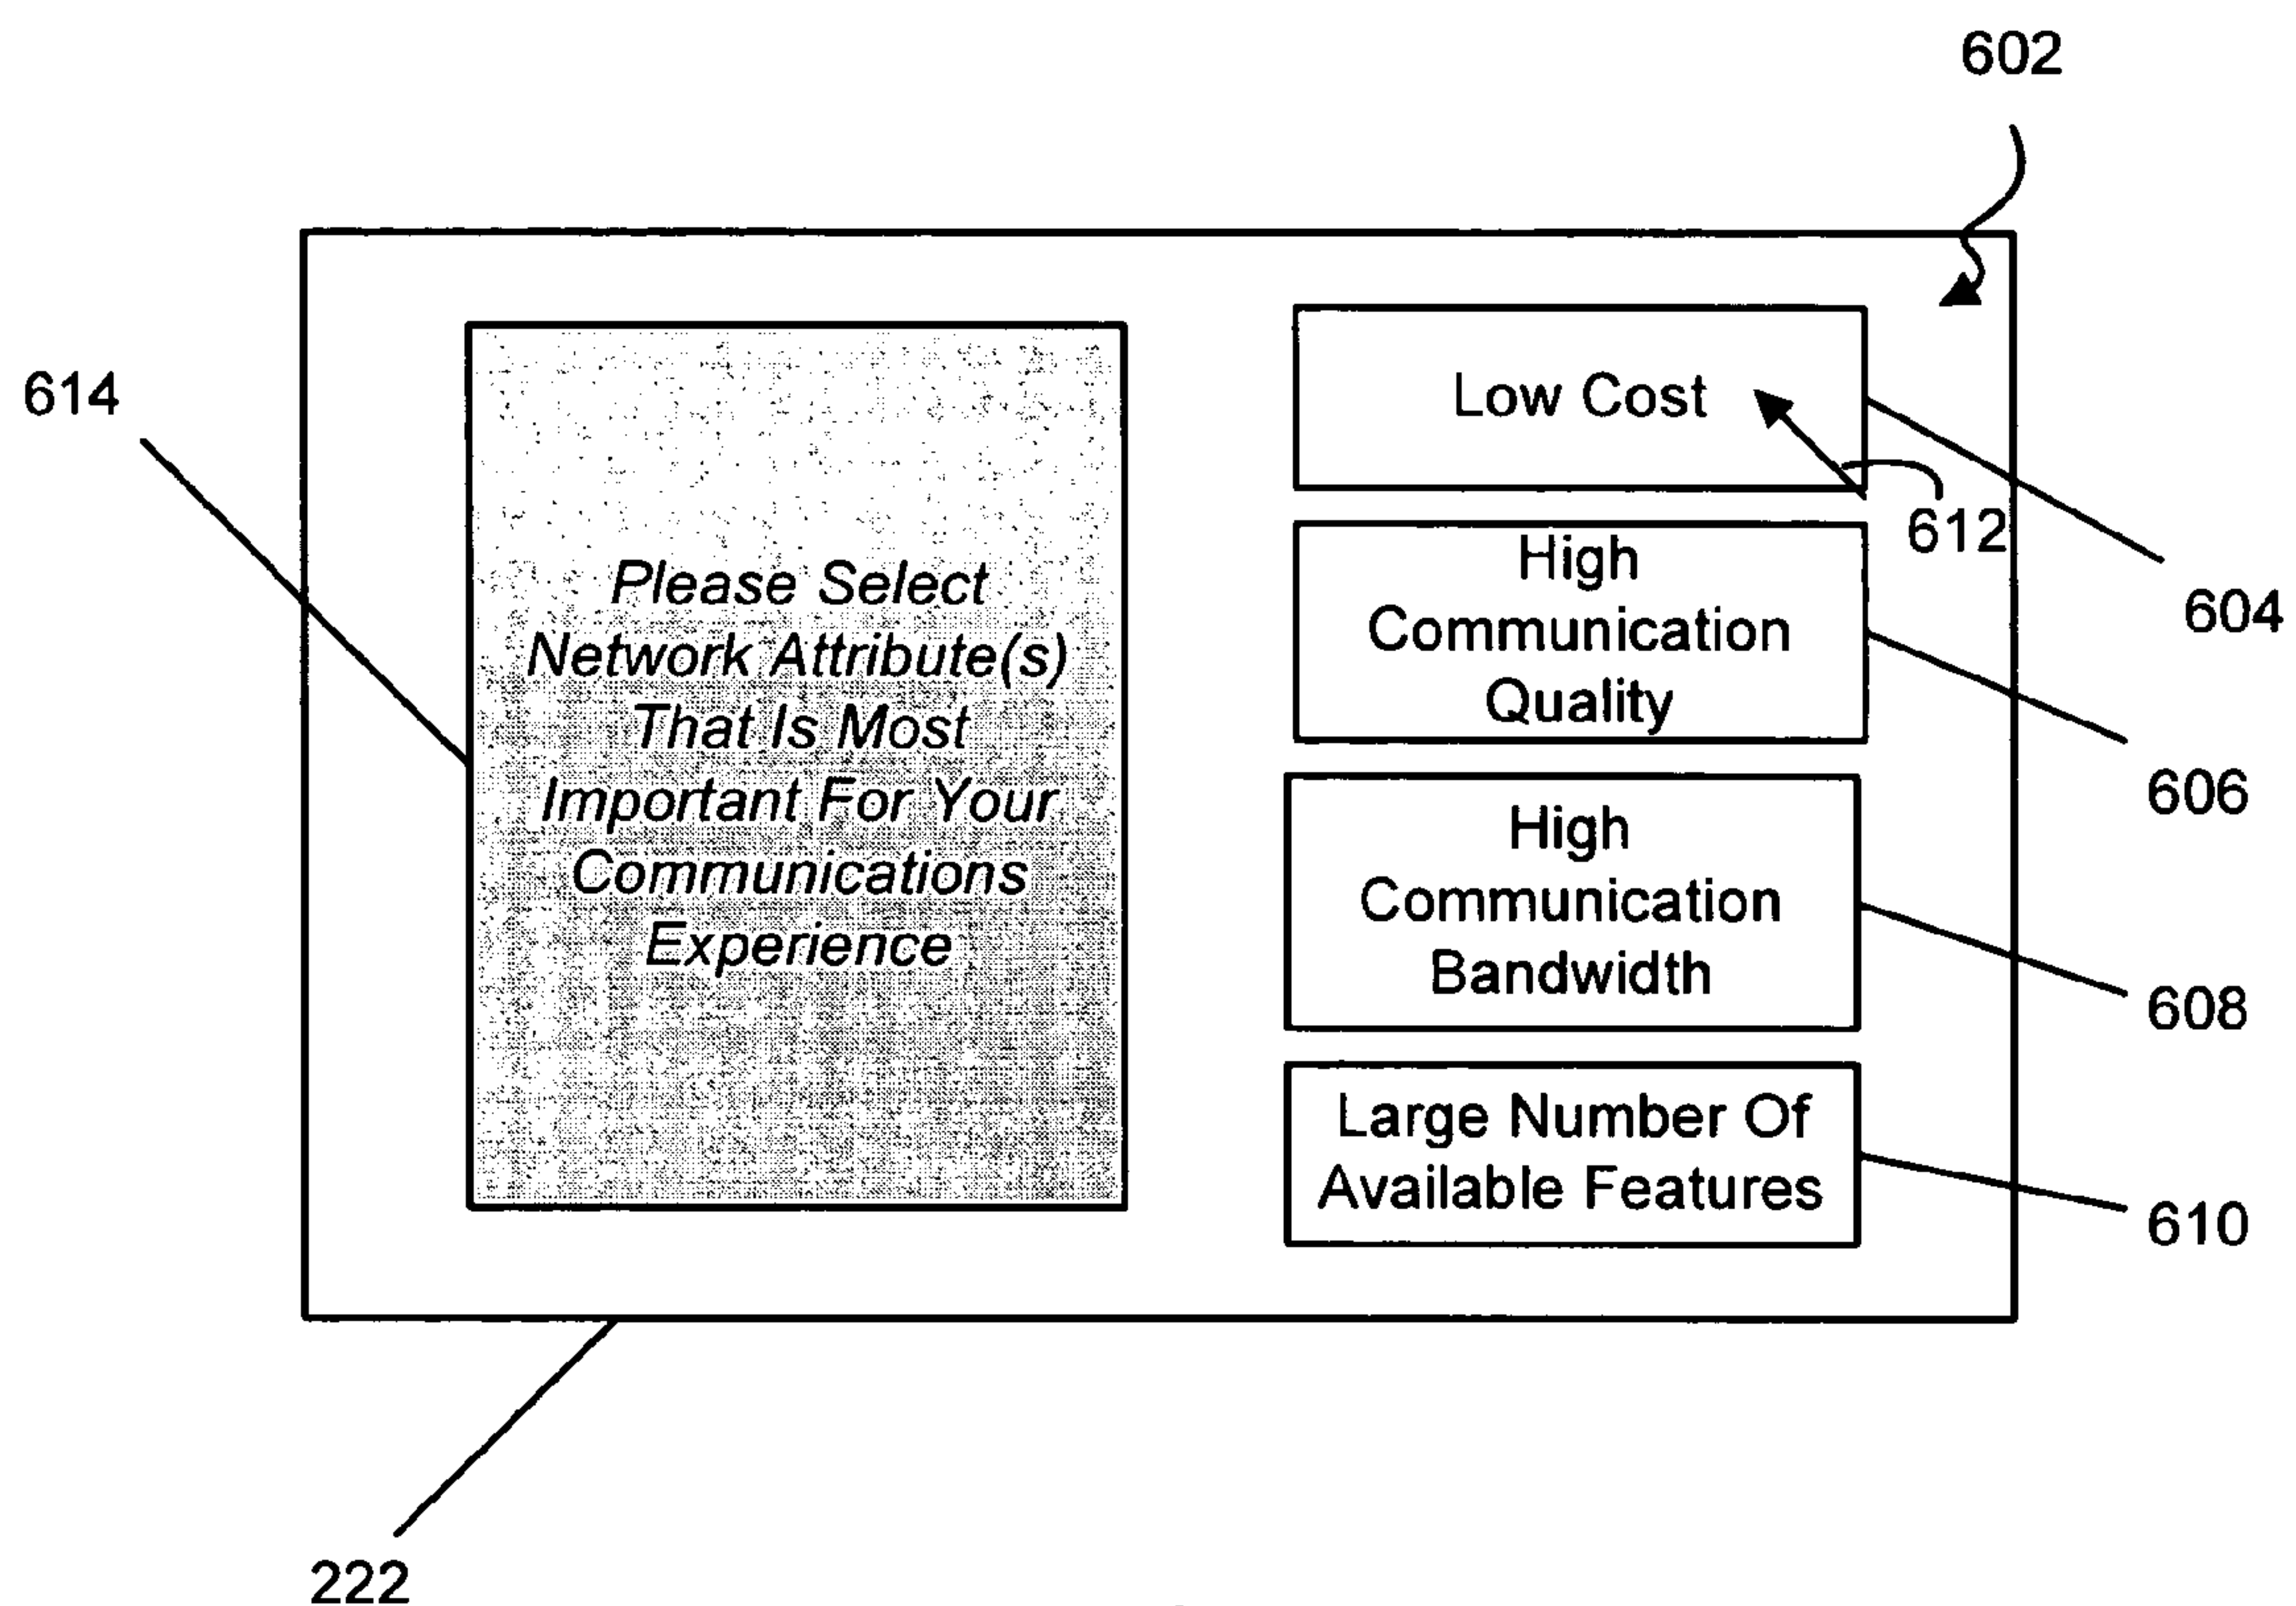 602
614
Please Select
Network Attribute(s)
That Is Most
Important For Your
Communications
Experience
Low Cost
612
604
High
Communication
Quality
606
High
Communication
Bandwidth
608
Large Number Of
Available Features
610
222